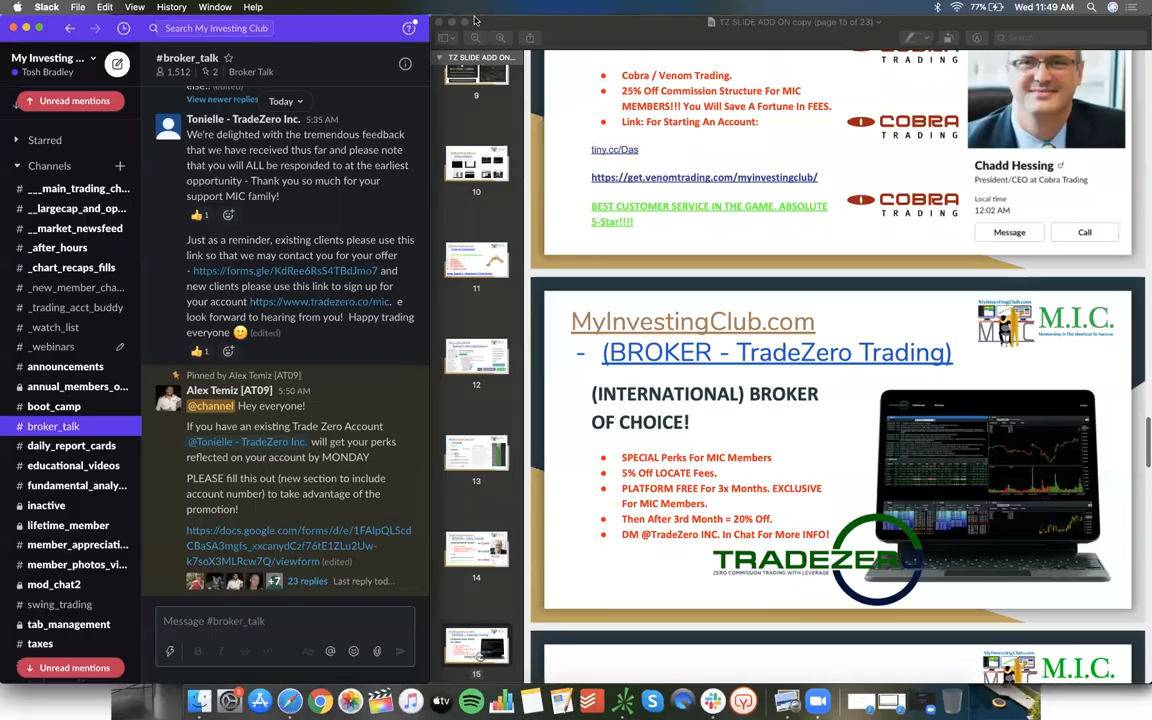 Slack File Edit View History Window Help
77% Wed 11:49 AM
Search My Investing Club
My Investing ...
Tosh Bradley
Unread mentions
Starred
Channels
# ___main_trading_ch...
# __largecap_and_op...
# __market_newsfeed
# _after_hours
# _chart_recaps_fills
# _new_member_cha...
# _trading_acct_buddy
# _watch_list
# _webinars
# announcements
annual_members_o...
# boot_camp
# broker_talk
# daily_report_cards
# educational_videos
# fundamental_analy...
inactive
lifetime_member
# member_appreciati...
# member_photos_vi...
mod_chat2
# swing_trading
tab_management
# taxes
Unread mentions
#broker_talk
1,512 2 Broker Talk
else.. (edited)
View newer replies
Today
Tonielle - TradeZero Inc. 5:35 AM
We're delighted with the tremendous feedback
that we have received thus far and please note
that you will ALL be responded to at the earliest
opportunity - Thank you so much for your
support MIC family!
1
Just as a reminder, existing clients please use this
link so that we may contact you for your
offer - https://forms.gle/KdRee6RsS4TBdJmo7 and
new clients please use this link to sign up for
your account https://www.tradezero.co/mic. e
look forward to hearing from you! Happy trading
everyone (edited)
1
Pinned by Alex Temiz [AT09]
Alex Temiz [AT09] 5:50 AM
@channel Hey everyone!
If you have an existing Trade Zero Account
@Tonielle - TradeZero Inc. will get your perks
reflected on your account by MONDAY
PLEASE fill this out (new section to include
account number) to take advantage of the
promotion!
https://docs.google.com/forms/d/e/1FAIpQLScd
CBaSA3mgfs_xxcanydCzf76tE1ZLu2Uw-
k7soX3MLRcw7Q/viewform (edited)
+7 23 replies Last reply tod...
Message #broker_talk
TZ SLIDE ADD ON copy (page 15 of 23)
Search
TZ SLIDE ADD ON...
9
10
11
12
13
14
15
TRADING
Cobra / Venom Trading.
25% Off Commission Structure For MIC
MEMBERS!!! You Will Save A Fortune In FEES.
Link: For Starting An Account:
tiny.cc/Das
https://get.venomtrading.com/myinvestingclub/
BEST CUSTOMER SERVICE IN THE GAME. ABSOLUTE
5-Star!!!!
COBRA
TRADING
COBRA
TRADING
Chadd Hessing
President/CEO at Cobra Trading
Local time
12:02 AM
Message Call
MyInvestingClub.com
- (BROKER - TradeZero Trading)
MyInvestingClub.com
MIC
M.I.C.
(INTERNATIONAL) BROKER
OF CHOICE!
SPECIAL Perks For MIC Members
5% Off LOCATE Fees.
PLATFORM FREE For 3x Months. EXCLUSIVE
For MIC Members.
Then After 3rd Month = 20% Off.
DM @TradeZero INC. In Chat For More INFO!
TRADEZERO
ZERO COMMISSION TRADING WITH LEVERAGE
MyInvestingClub.com
M.I.C.